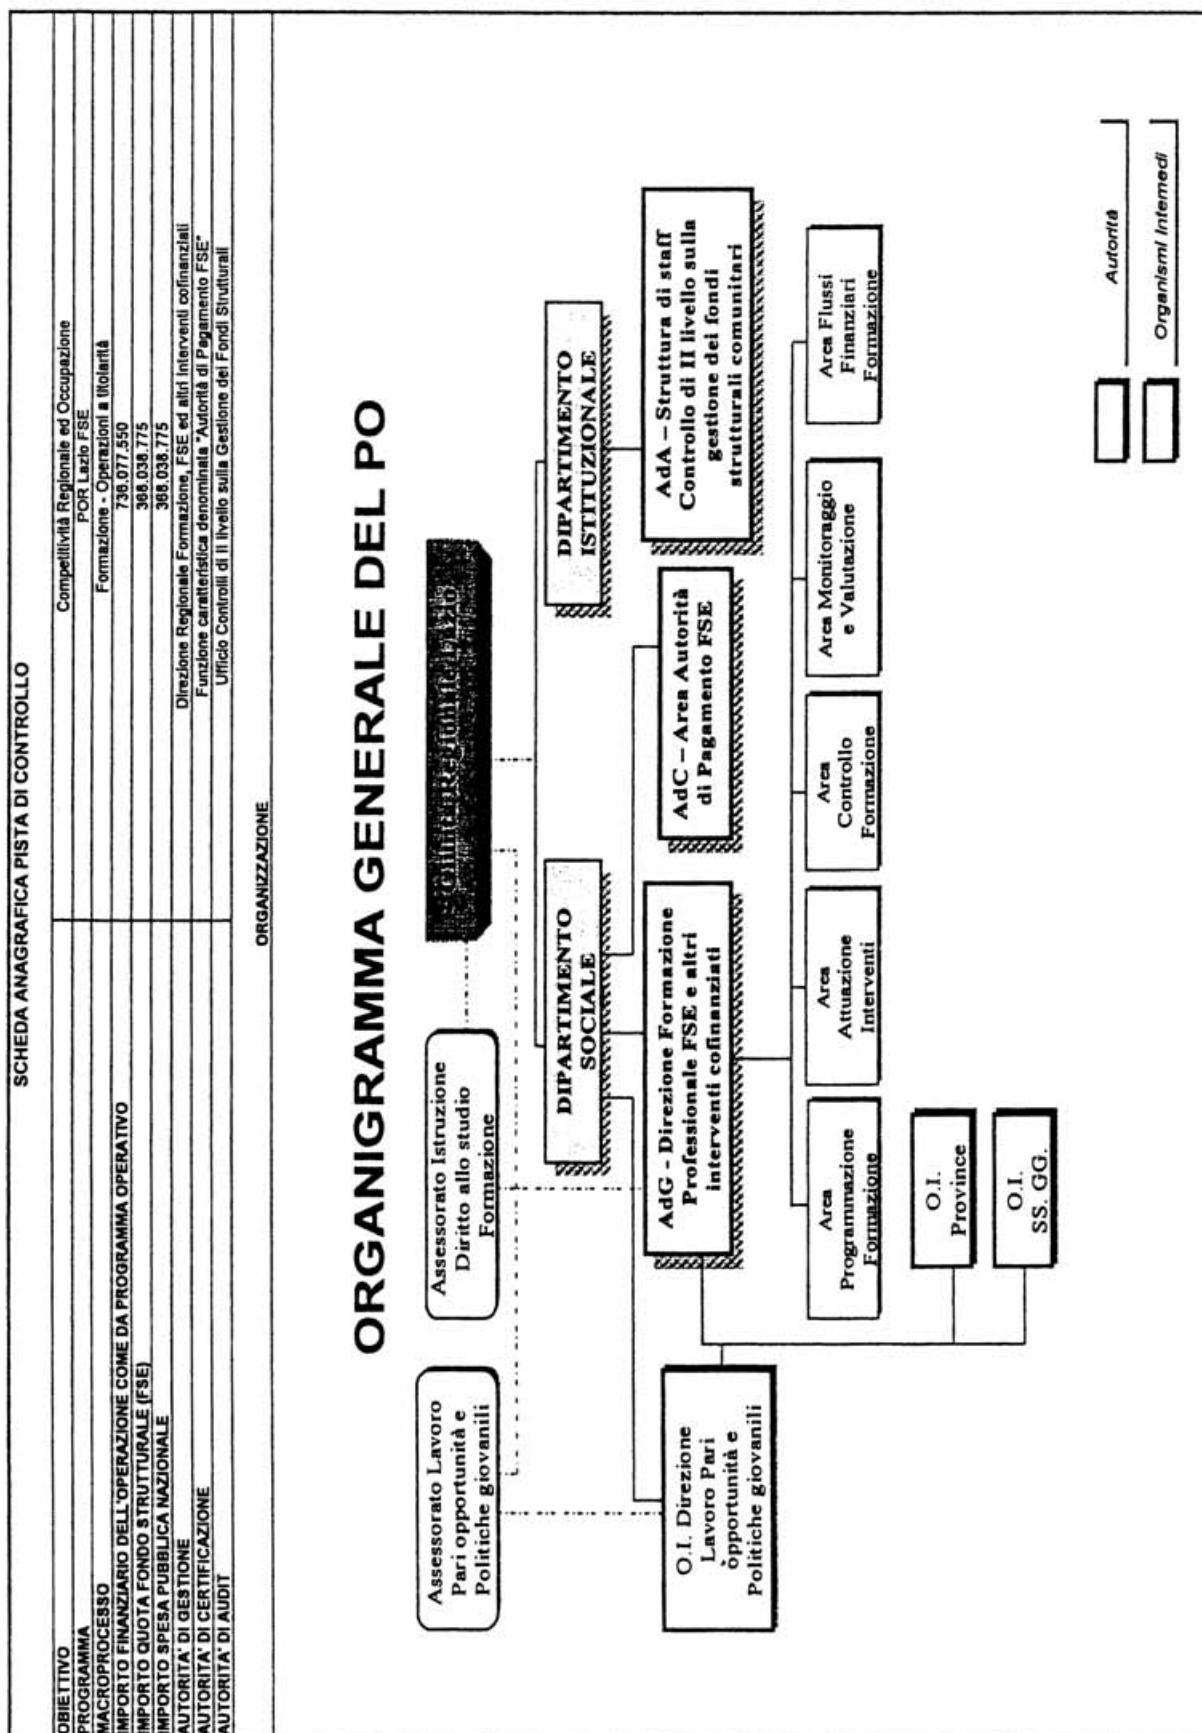 SCHEDA ANAGRAFICA PISTA DI CONTROLLO
OBIETTIVO Competitività Regionale ed Occupazione
PROGRAMMA POR Lazio FSE
MACROPROCESSO Formazione - Operazioni a titolarità
IMPORTO FINANZIARIO DELL'OPERAZIONE COME DA PROGRAMMA OPERATIVO 736.077.550
IMPORTO QUOTA FONDO STRUTTURALE (FSE) 368.038.775
IMPORTO SPESA PUBBLICA NAZIONALE 368.038.775
AUTORITA' DI GESTIONE Direzione Regionale Formazione, FSE ed altri interventi cofinanziati
AUTORITA' DI CERTIFICAZIONE Funzione caratteristica denominata "Autorità di Pagamento FSE"
AUTORITA' DI AUDIT Ufficio Controlli di II livello sulla Gestione dei Fondi Strutturali
ORGANIZZAZIONE
ORGANIGRAMMA GENERALE DEL PO
Assessorato Lavoro
Pari opportunità e
Politiche giovanili
Assessorato Istruzione
Diritto allo studio
Formazione
DIPARTIMENTO
SOCIALE
DIPARTIMENTO
ISTITUZIONALE
O.I. Direzione
Lavoro Pari
opportunità e
Politiche giovanili
AdG - Direzione Formazione
Professionale FSE e altri
interventi cofinanziati
AdC – Area Autorità
di Pagamento FSE
AdA – Struttura di staff
Controllo di II livello sulla
gestione dei fondi
strutturali comunitari
Area
Programmazione
Formazione
Area
Attuazione
Interventi
Area
Controllo
Formazione
Area Monitoraggio
e Valutazione
Area Flussi
Finanziari
Formazione
O.I.
Province
O.I.
SS. GG.
Autorità
Organismi Intemedi